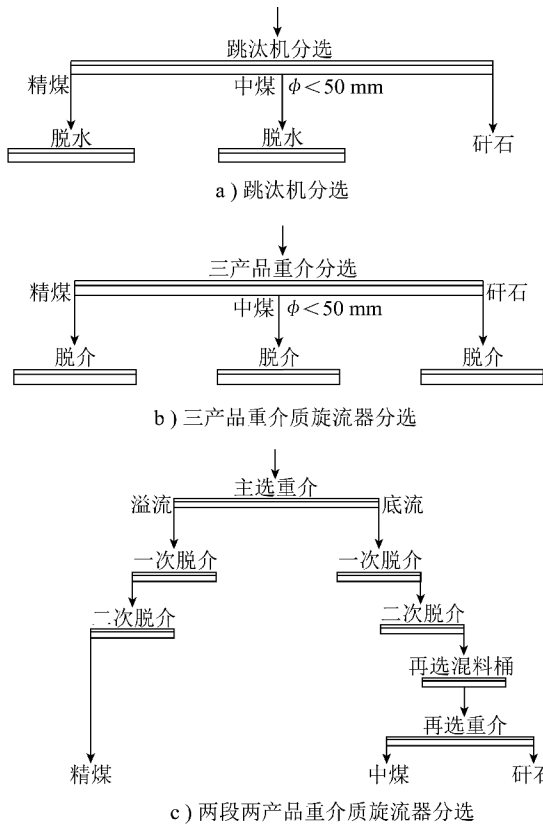 跳汰机分选
精煤 中煤 ϕ<50 mm
脱水 脱水 矸石
a)跳汰机分选
三产品重介分选
精煤 中煤 ϕ<50 mm 矸石
脱介 脱介 脱介
b)三产品重介质旋流器分选
主选重介
溢流 底流
一次脱介 一次脱介
二次脱介 二次脱介
再选混料桶
再选重介
精煤 中煤 矸石
c)两段两产品重介质旋流器分选